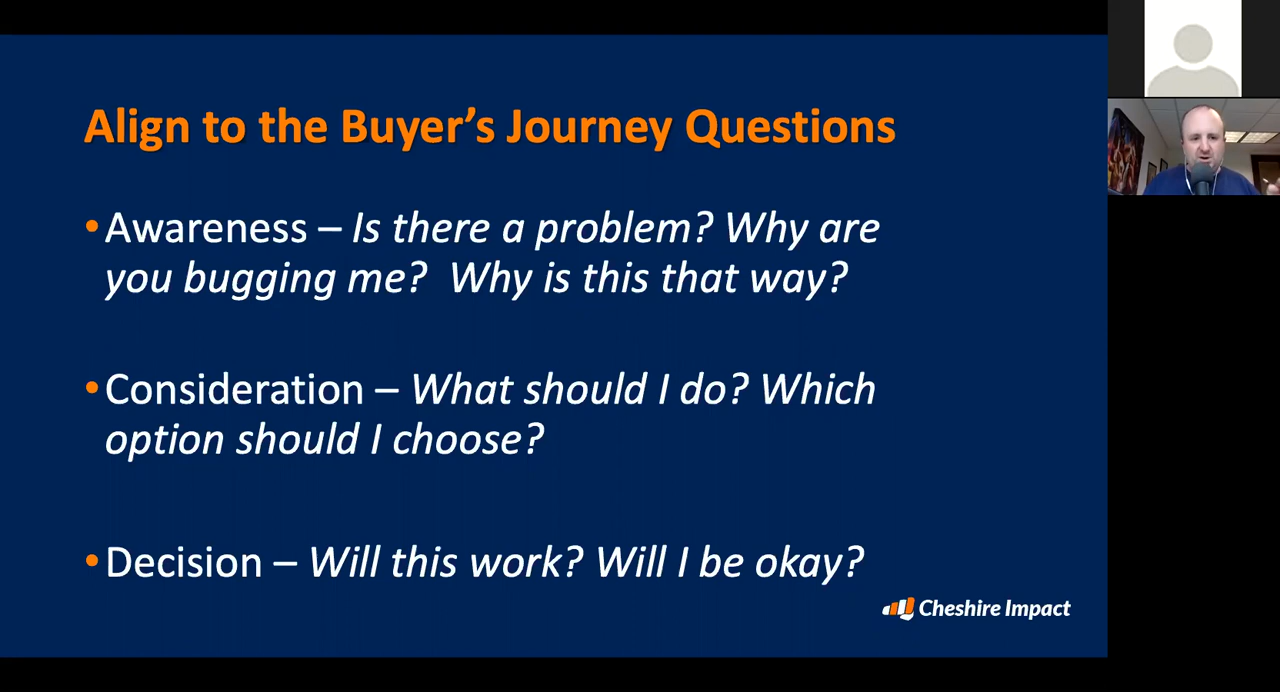 Align to the Buyer’s Journey Questions
•Awareness – Is there a problem? Why are
you bugging me?  Why is this that way?
•Consideration – What should I do? Which
option should I choose?
•Decision – Will this work? Will I be okay?
Cheshire Impact